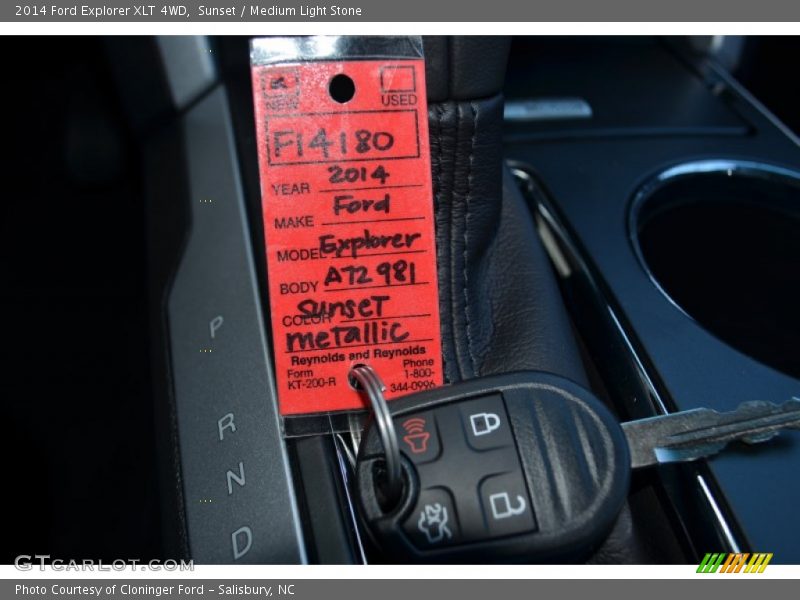 2014 Ford Explorer XLT 4WD, Sunset / Medium Light Stone
NEW USED
F14180
YEAR 2014
MAKE Ford
MODEL Explorer
BODY A72981
COLOR Sunset
metallic
Reynolds and Reynolds
Form Phone
KT-200-R 1-800-
344-0996
P
R
N
D
GTCARLOT.COM
Photo Courtesy of Cloninger Ford – Salisbury, NC